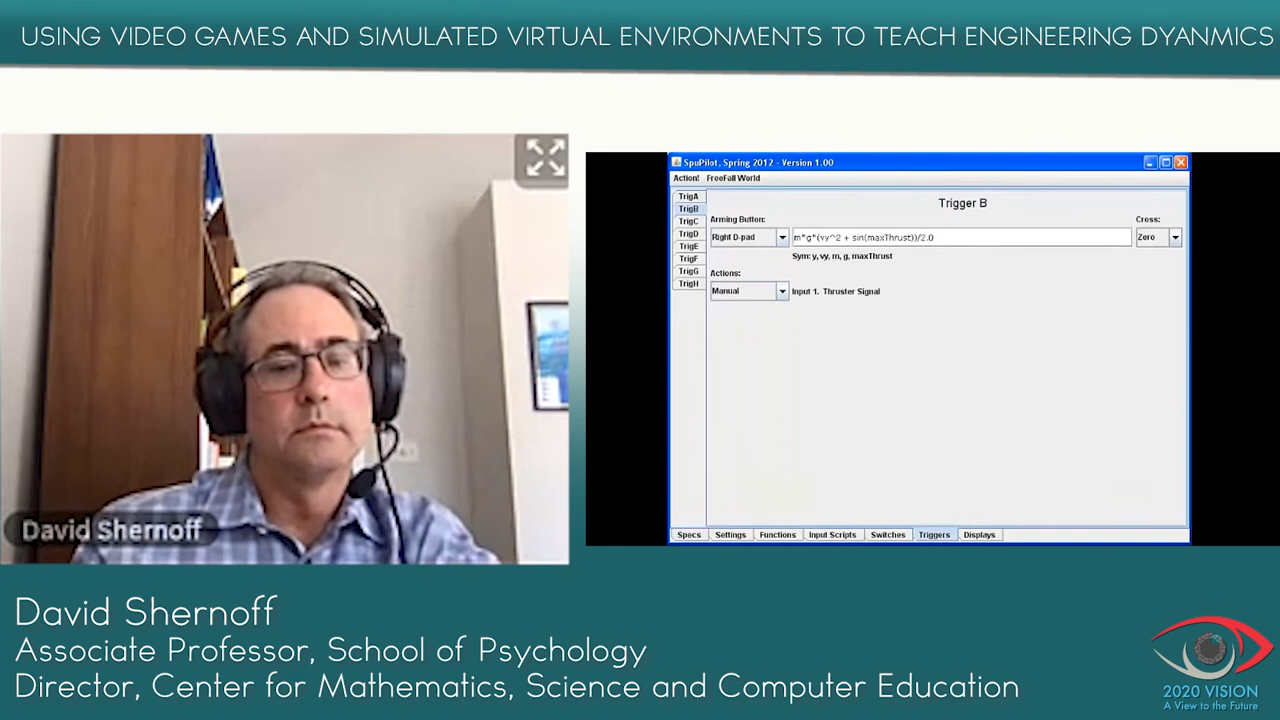 USING VIDEO GAMES AND SIMULATED VIRTUAL ENVIRONMENTS TO TEACH ENGINEERING DYANMICS
SpuPilot, Spring 2012 - Version 1.00
Action! FreeFall World
TrigA
TrigB
TrigC
TrigD
TrigE
TrigF
TrigG
TrigH
Trigger B
Arming Button:
Cross:
Right D-pad
m*g*(vy^2 + sin(maxThrust))/2.0
Zero
Sym: y, vy, m, g, maxThrust
Actions:
Manual
Input 1. Thruster Signal
Specs Settings Functions Input Scripts Switches Triggers Displays
David Shernoff
David Shernoff
Associate Professor, School of Psychology
Director, Center for Mathematics, Science and Computer Education
2020 VISION
A View to the Future